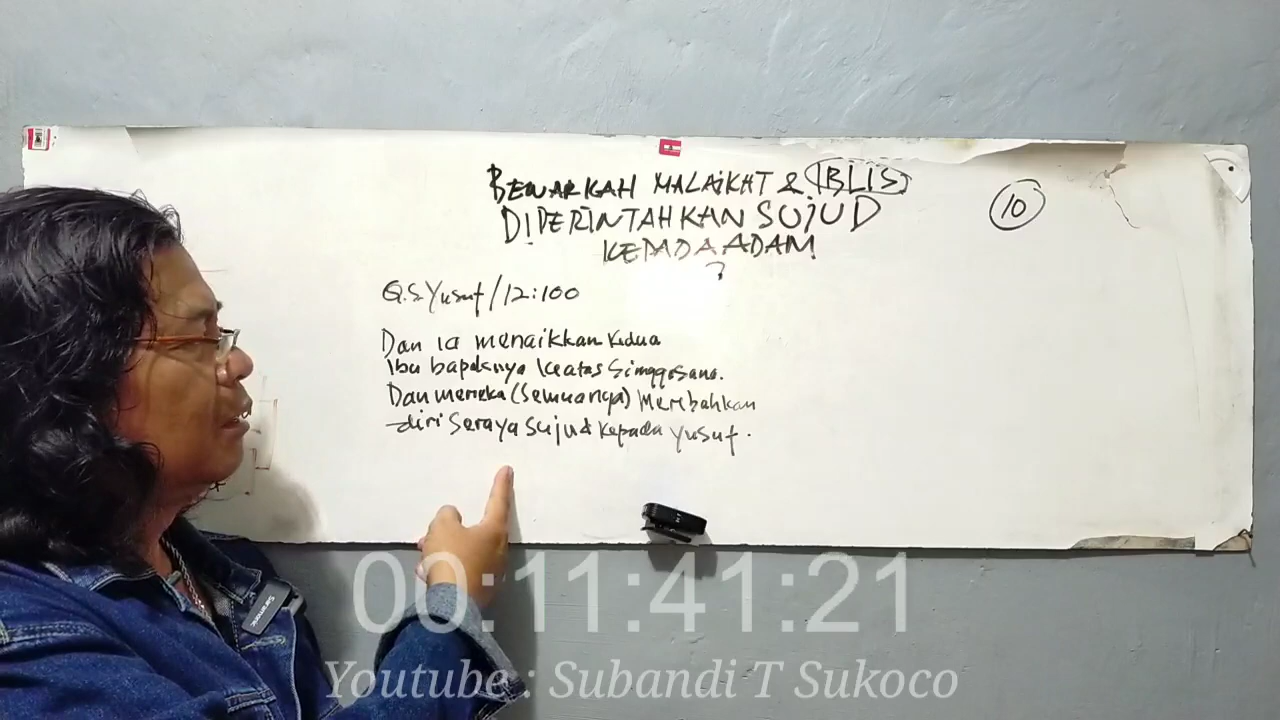 BENARKAH MALAIKAT & IBLIS
DIPERINTAHKAN SUJUD
KEPADA ADAM
?
10
Q.S Yusuf/12:100
Dan ia menaikkan kedua
Ibu bapaknya keatas Singgasana.
Dan mereka (Semuanya) Merebahkan
diri Seraya Sujud kepada Yusuf.
00:11:41:21
Youtube : Subandi T Sukoco
Saramonic